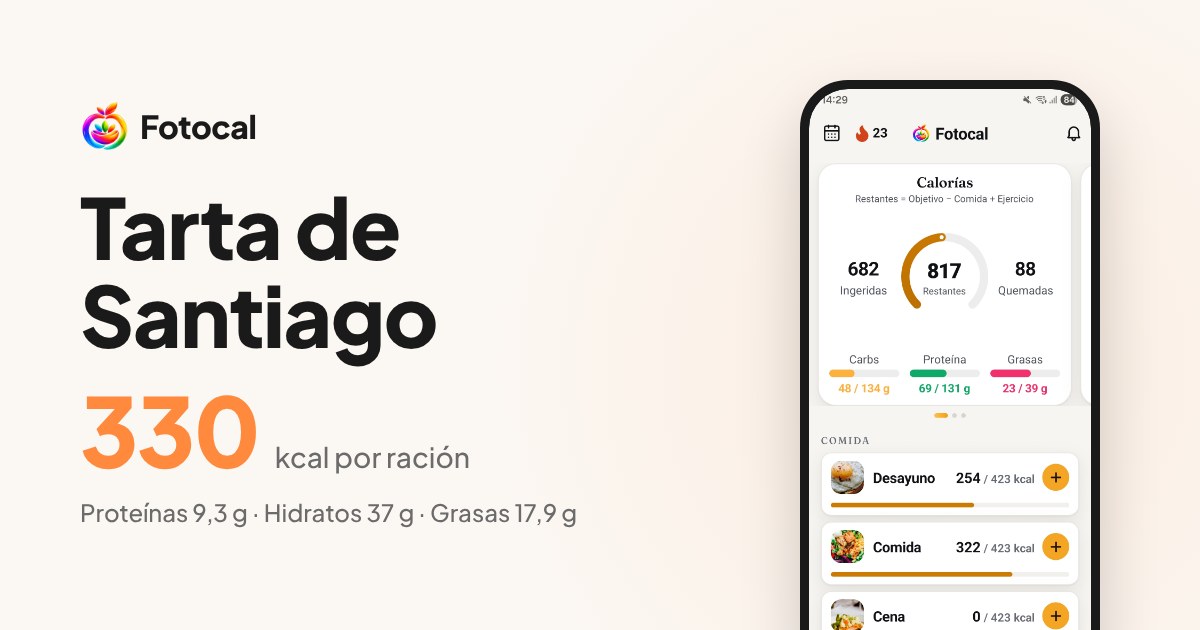 Fotocal
Tarta de
Santiago
330 kcal por ración
Proteínas 9,3 g · Hidratos 37 g · Grasas 17,9 g
14:29
84
23
Fotocal
Calorías
Restantes = Objetivo − Comida + Ejercicio
682
Ingeridas
817
Restantes
88
Quemadas
Carbs
48 / 134 g
Proteína
69 / 131 g
Grasas
23 / 39 g
COMIDA
Desayuno 254 / 423 kcal
Comida 322 / 423 kcal
Cena 0 / 423 kcal